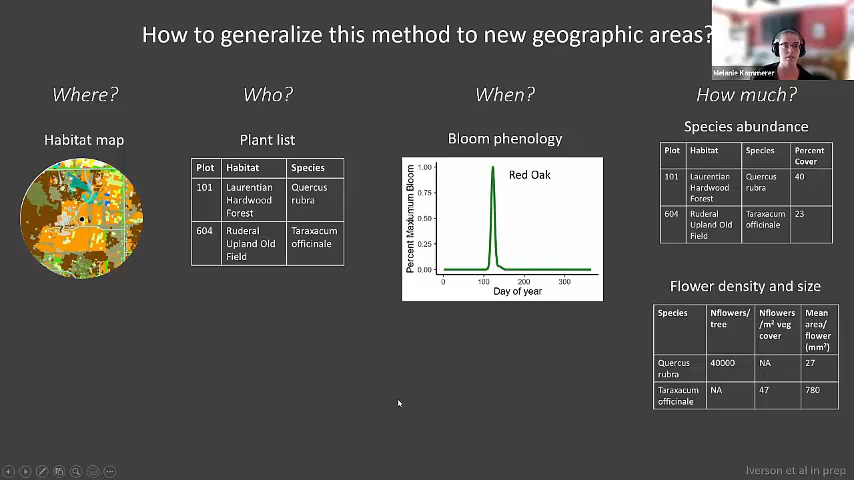 How to generalize this method to new geographic areas?
Melanie Kammerer
Where?
Who?
When?
How much?
Habitat map
Plant list
Plot Habitat Species
101 Laurentian Quercus
Hardwood rubra
Forest
604 Ruderal Taraxacum
Upland Old officinale
Field
Bloom phenology
Red Oak
Percent Maxiumum Bloom
1.00
0.75
0.50
0.25
0.00
0 100 200 300
Day of year
Species abundance
Plot Habitat Species Percent
Cover
101 Laurentian Quercus 40
Hardwood rubra
Forest
604 Ruderal Taraxacum 23
Upland Old officinale
Field
Flower density and size
Species Nflowers/ Nflowers Mean
tree /m² veg area/
cover flower
(mm²)
Quercus 40000 NA 27
rubra
Taraxacum NA 47 780
officinale
Iverson et al in prep